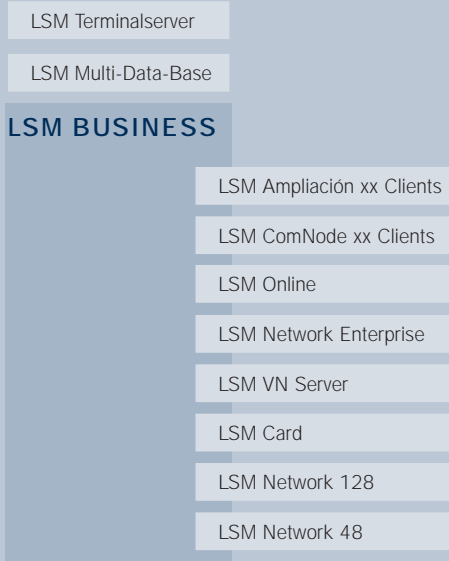 LSM Terminalserver
LSM Multi-Data-Base
LSM BUSINESS
LSM Ampliación xx Clients
LSM ComNode xx Clients
LSM Online
LSM Network Enterprise
LSM VN Server
LSM Card
LSM Network 128
LSM Network 48